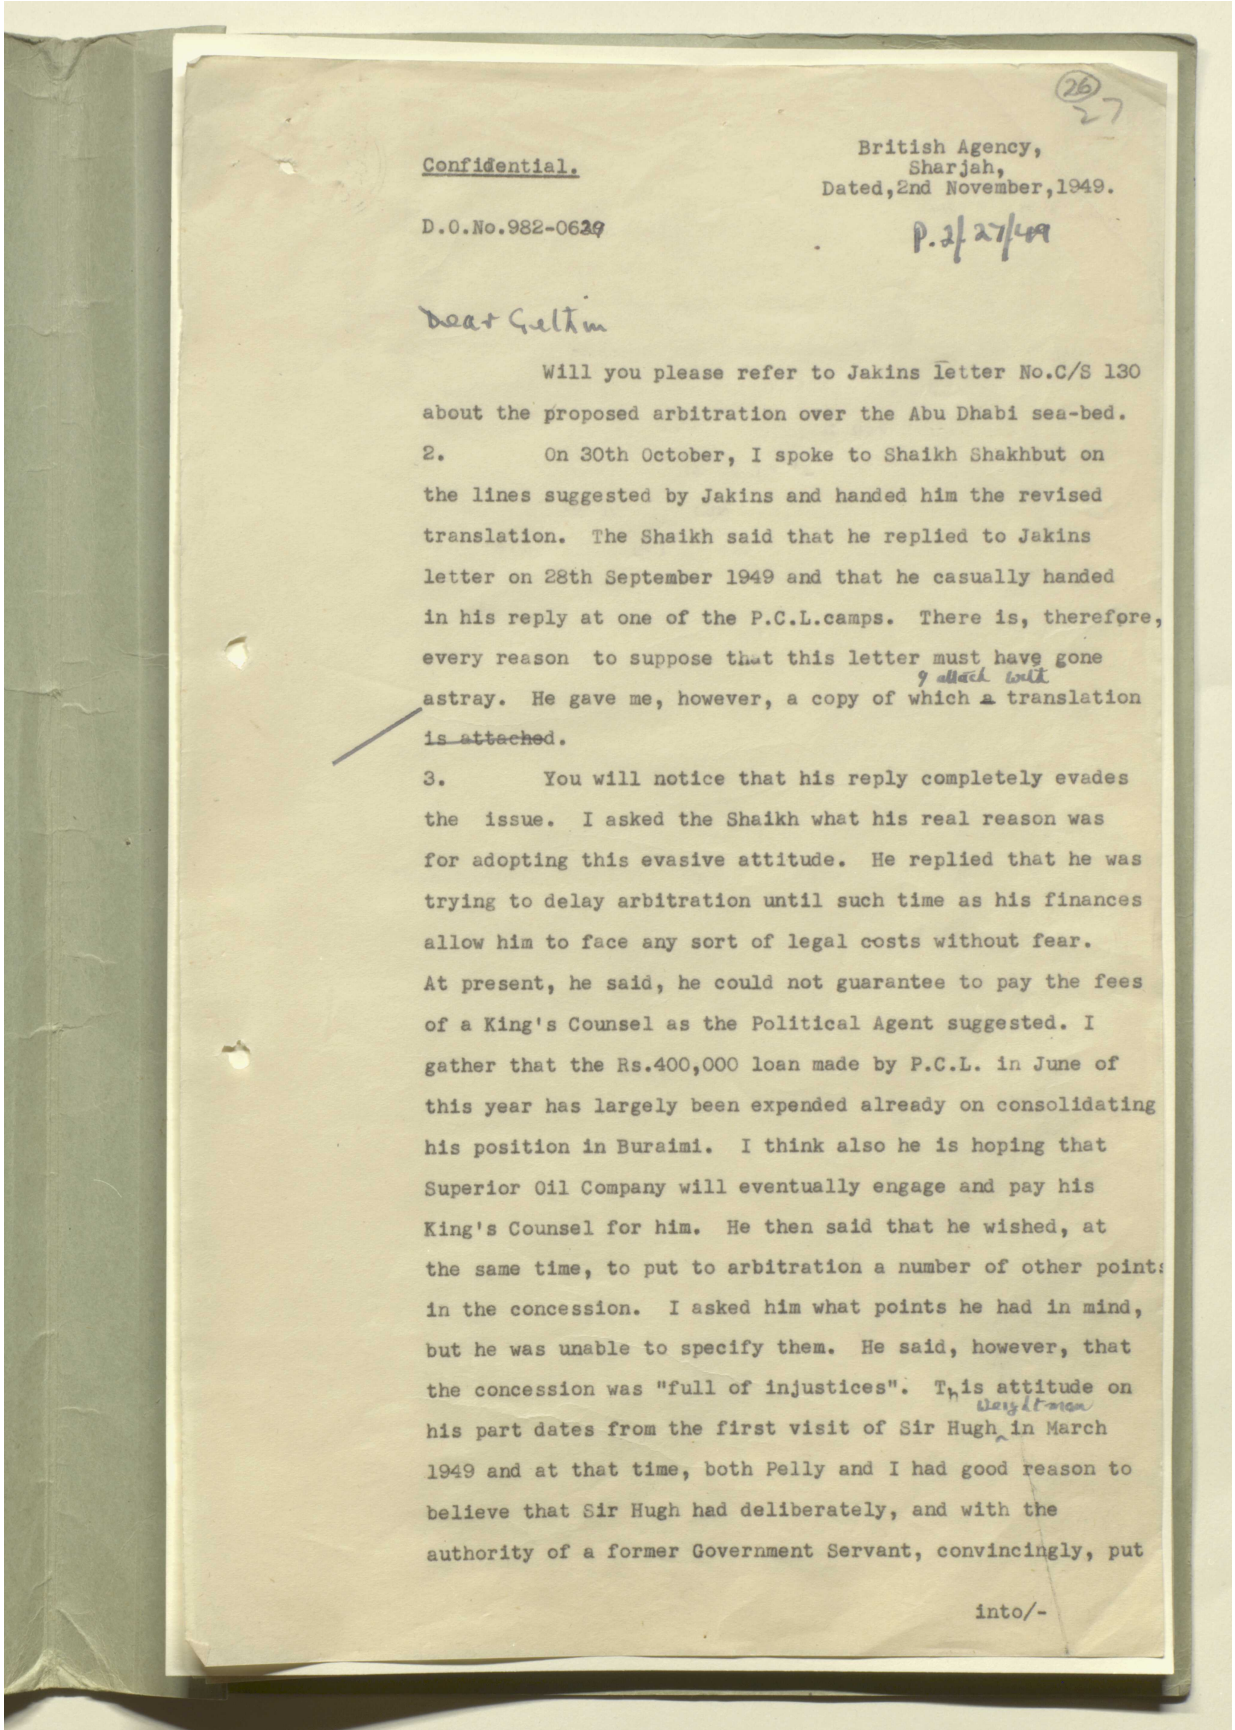 26
27
British Agency,
Confidential.
Sharjah,
Dated,2nd November,1949.
D.O.No.982-0629
P.2/27/49
Dear Gethin
Will you please refer to Jakins letter No.C/S 130
about the proposed arbitration over the Abu Dhabi sea-bed.
2. On 30th October, I spoke to Shaikh Shakhbut on
the lines suggested by Jakins and handed him the revised
translation. The Shaikh said that he replied to Jakins
letter on 28th September 1949 and that he casually handed
in his reply at one of the P.C.L.camps. There is, therefore,
every reason to suppose that this letter must have gone
I attach with
astray. He gave me, however, a copy of which a translation
is attached.
3. You will notice that his reply completely evades
the issue. I asked the Shaikh what his real reason was
for adopting this evasive attitude. He replied that he was
trying to delay arbitration until such time as his finances
allow him to face any sort of legal costs without fear.
At present, he said, he could not guarantee to pay the fees
of a King's Counsel as the Political Agent suggested. I
gather that the Rs.400,000 loan made by P.C.L. in June of
this year has largely been expended already on consolidating
his position in Buraimi. I think also he is hoping that
Superior Oil Company will eventually engage and pay his
King's Counsel for him. He then said that he wished, at
the same time, to put to arbitration a number of other points
in the concession. I asked him what points he had in mind,
but he was unable to specify them. He said, however, that
the concession was "full of injustices". This attitude on
Weightman
his part dates from the first visit of Sir Hugh in March
1949 and at that time, both Pelly and I had good reason to
believe that Sir Hugh had deliberately, and with the
authority of a former Government Servant, convincingly, put
into/-